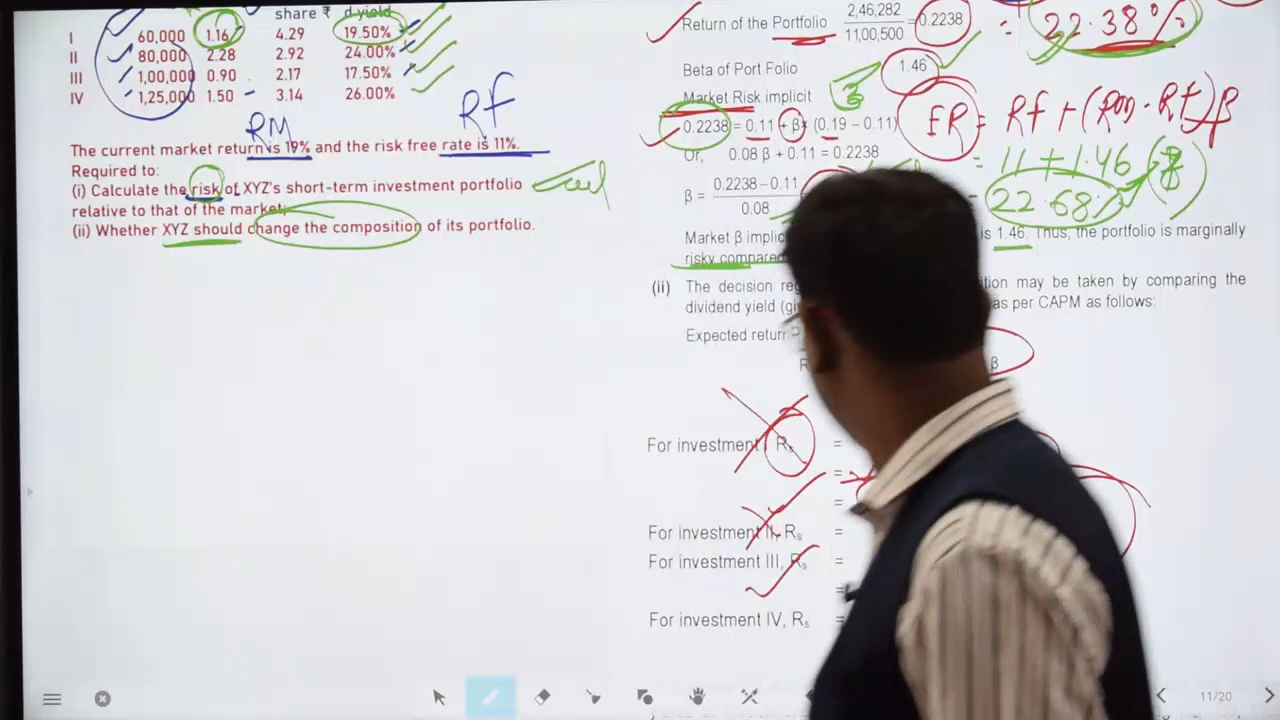 share ₹ d yield
I 60,000 1.16 4.29 19.50%
II 80,000 2.28 2.92 24.00%
III 1,00,000 0.90 2.17 17.50%
IV 1,25,000 1.50 3.14 26.00%
RM Rf
The current market return is 19% and the risk free rate is 11%.
Required to:
(i) Calculate the risk of XYZ's short-term investment portfolio
relative to that of the market;
(ii) Whether XYZ should change the composition of its portfolio.
Return of the Portfolio 2,46,282 / 11,00,500 = 0.2238 = 22.38%
Beta of Port Folio 1.46
Market Risk implicit
0.2238 = 0.11 + β× (0.19 – 0.11)
ER = Rf + (Rm - Rf) β
Or, 0.08 β + 0.11 = 0.2238
= 11 + 1.46 (8)
β = 0.2238 – 0.11 / 0.08
= 22.68%
Market β implic is 1.46. Thus, the portfolio is marginally
risky compared
(ii) The decision re ition may be taken by comparing the
dividend yield (gi as per CAPM as follows:
Expected return
R β
For investment I R₅ =
=
=
For investment II, Rₛ =
For investment III, Rₛ =
=
For investment IV, Rₛ =
11/20